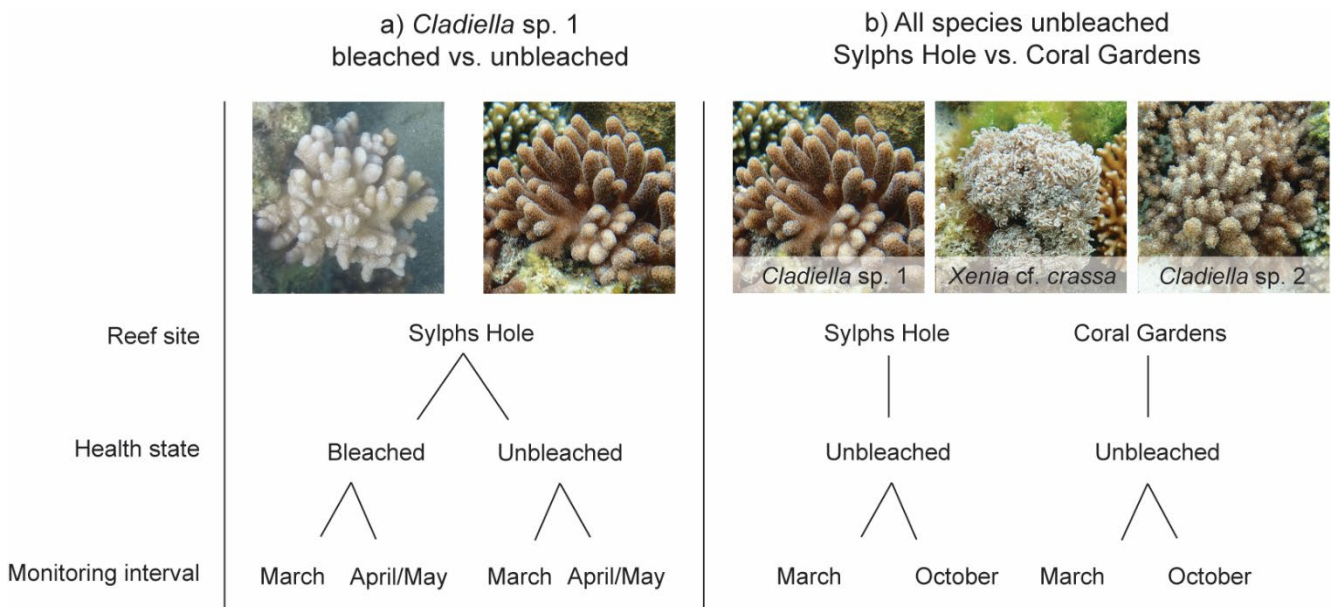 a) Cladiella sp. 1
bleached vs. unbleached
b) All species unbleached
Sylphs Hole vs. Coral Gardens
Cladiella sp. 1
Xenia cf. crassa
Cladiella sp. 2
Reef site
Sylphs Hole
Sylphs Hole
Coral Gardens
Health state
Bleached
Unbleached
Unbleached
Unbleached
Monitoring interval
March
April/May
March
April/May
March
October
March
October